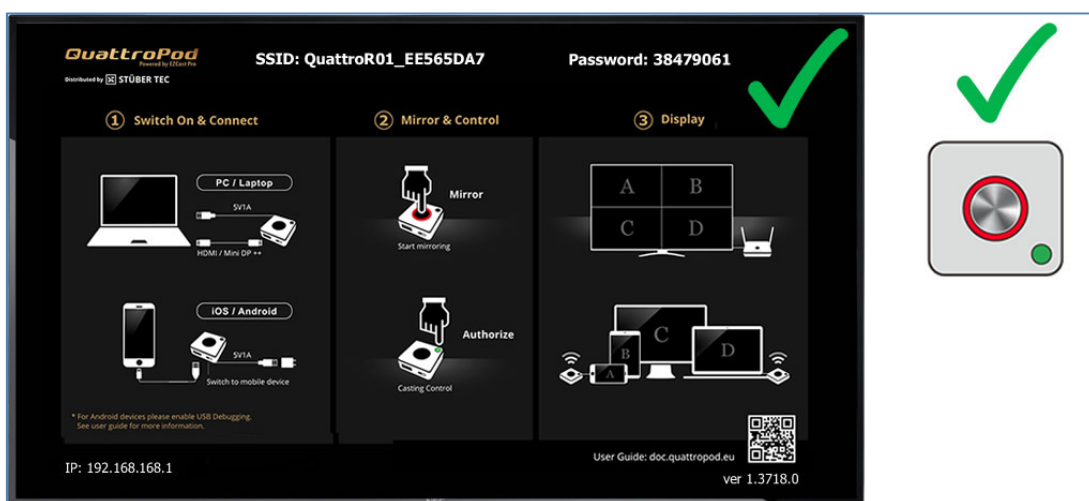 QuattroPod
Powered by EZCast Pro
Distributed by STÜBER TEC
SSID: QuattroR01_EE565DA7
Password: 38479061
1 Switch On & Connect
PC / Laptop
5V1A
HDMI / Mini DP ++
iOS / Android
5V1A
Switch to mobile device
* For Android devices please enable USB Debugging.
See user guide for more information.
2 Mirror & Control
Mirror
Start mirroring
Authorize
Casting Control
3 Display
A B
C D
A
B
C
D
IP: 192.168.168.1
User Guide: doc.quattropod.eu
ver 1.3718.0